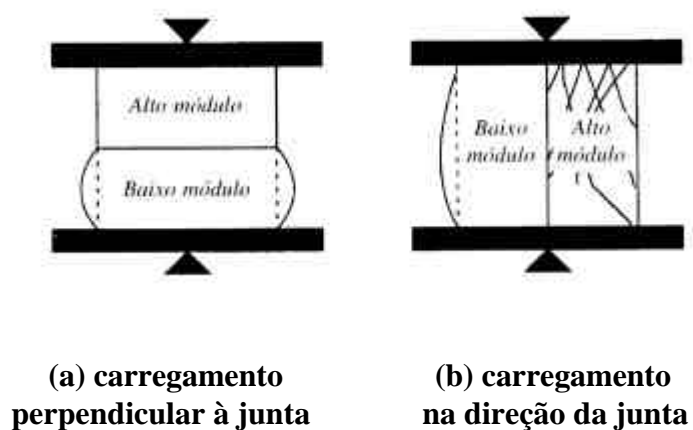 Alto módulo
Baixo módulo
Baixo
módulo
Alto
módulo
(a) carregamento
perpendicular à junta
(b) carregamento
na direção da junta